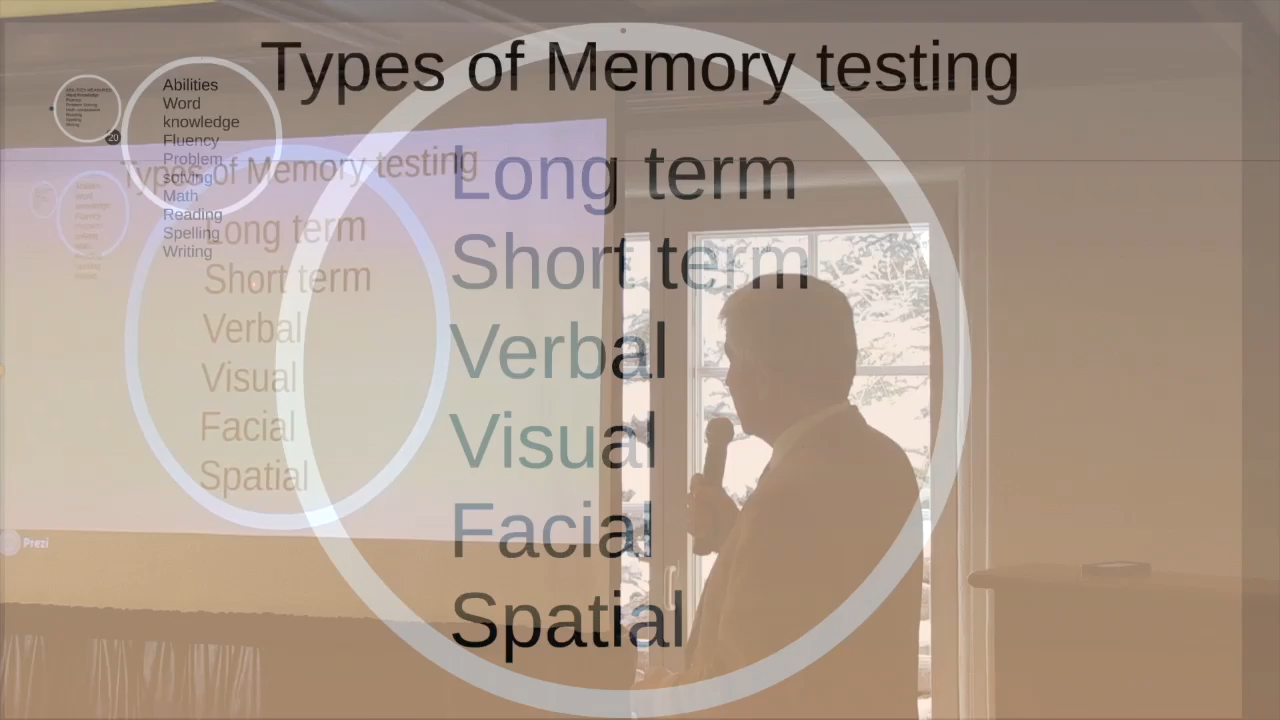 Types of Memory testing
Long term
Short term
Verbal
Visual
Facial
Spatial
Abilities
Word
knowledge
Fluency
Problem
solving
Math
Reading
Spelling
Writing
20
Types of Memory testing
Long term
Short term
Verbal
Visual
Facial
Spatial
Prezi